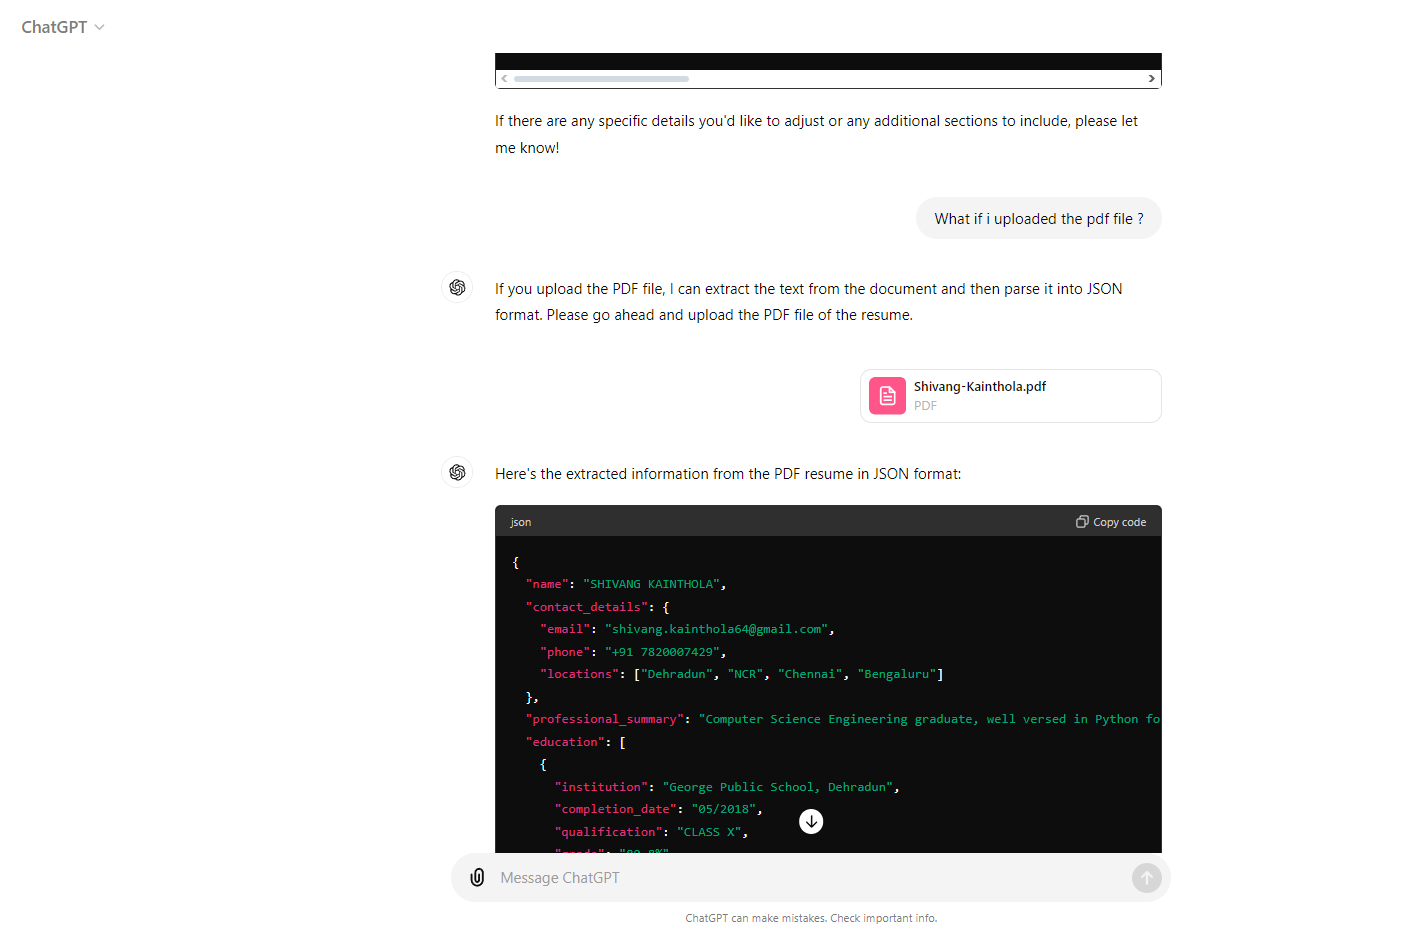 ChatGPT
If there are any specific details you'd like to adjust or any additional sections to include, please let
me know!
What if i uploaded the pdf file ?
If you upload the PDF file, I can extract the text from the document and then parse it into JSON
format. Please go ahead and upload the PDF file of the resume.
Shivang-Kainthola.pdf
PDF
Here's the extracted information from the PDF resume in JSON format:
json Copy code
{
"name": "SHIVANG KAINTHOLA",
"contact_details": {
"email": "shivang.kainthola64@gmail.com",
"phone": "+91 7820007429",
"locations": ["Dehradun", "NCR", "Chennai", "Bengaluru"]
},
"professional_summary": "Computer Science Engineering graduate, well versed in Python fo
"education": [
{
"institution": "George Public School, Dehradun",
"completion_date": "05/2018",
"qualification": "CLASS X",
Message ChatGPT
ChatGPT can make mistakes. Check important info.